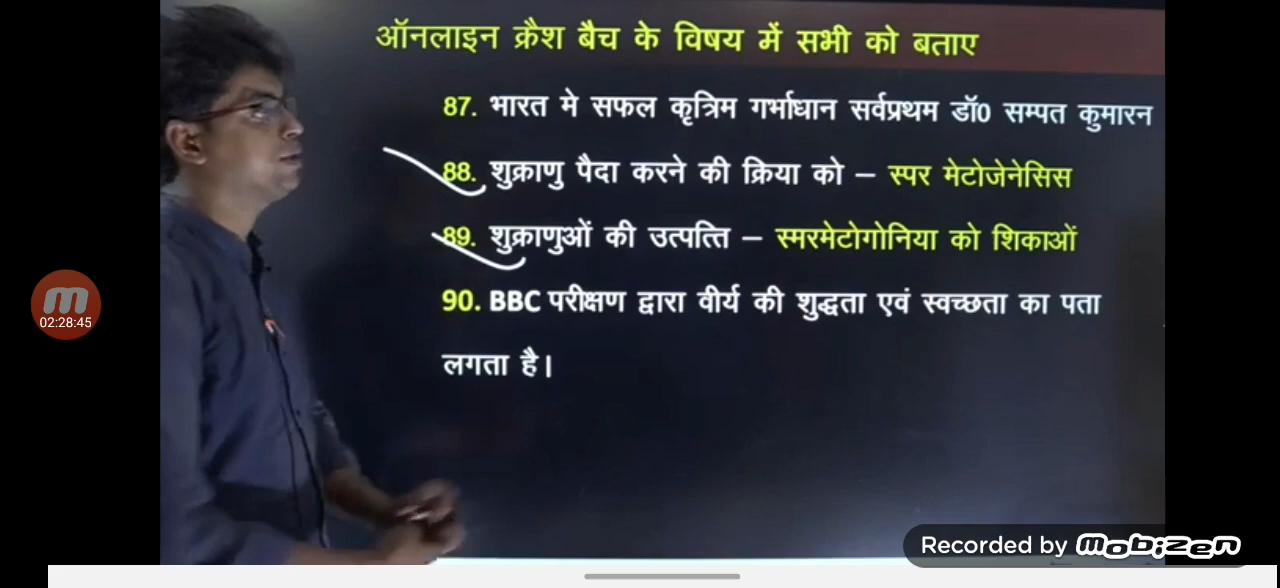 ऑनलाइन क्रैश बैच के विषय में सभी को बताए
87. भारत मे सफल कृत्रिम गर्भाधान सर्वप्रथम डॉ0 सम्पत कुमारन
88. शुक्राणु पैदा करने की क्रिया को – स्पर मेटोजेनेसिस
89. शुक्राणुओं की उत्पत्ति – स्मरमेटोगोनिया को शिकाओं
90. BBC परीक्षण द्वारा वीर्य की शुद्धता एवं स्वच्छता का पता
लगता है।
02:28:45
Recorded by mobizen